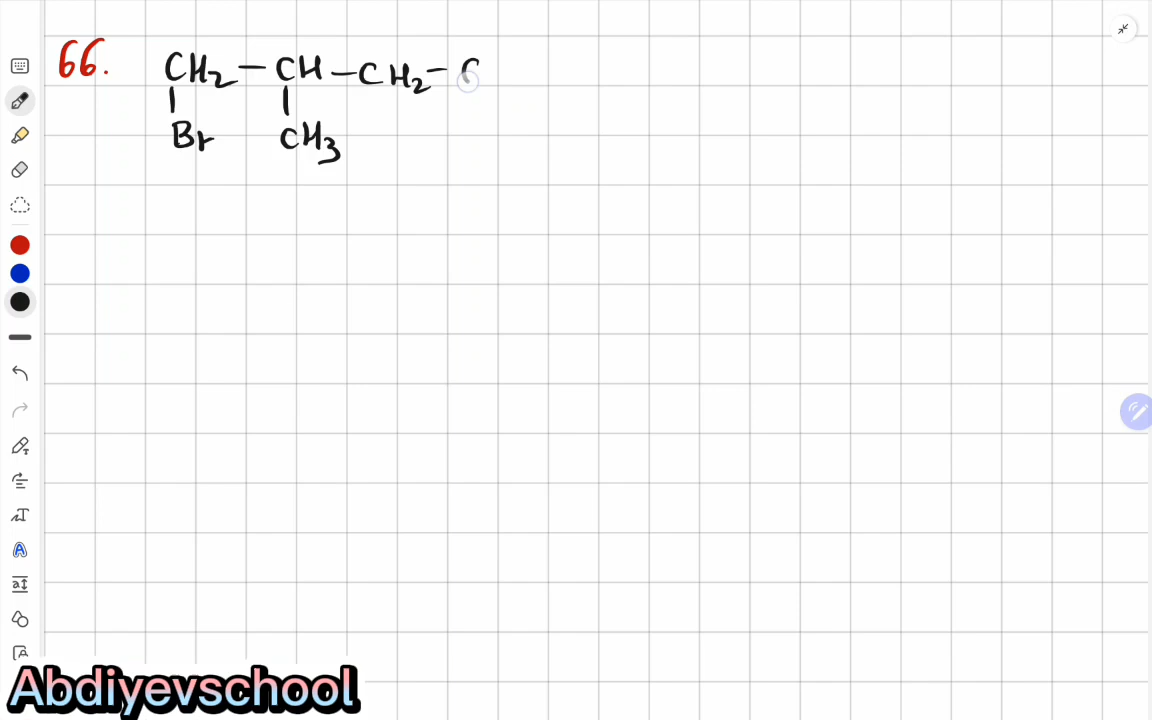 66. CH₂ – CH – CH₂ – C
Br CH₃
Abdiyevschool